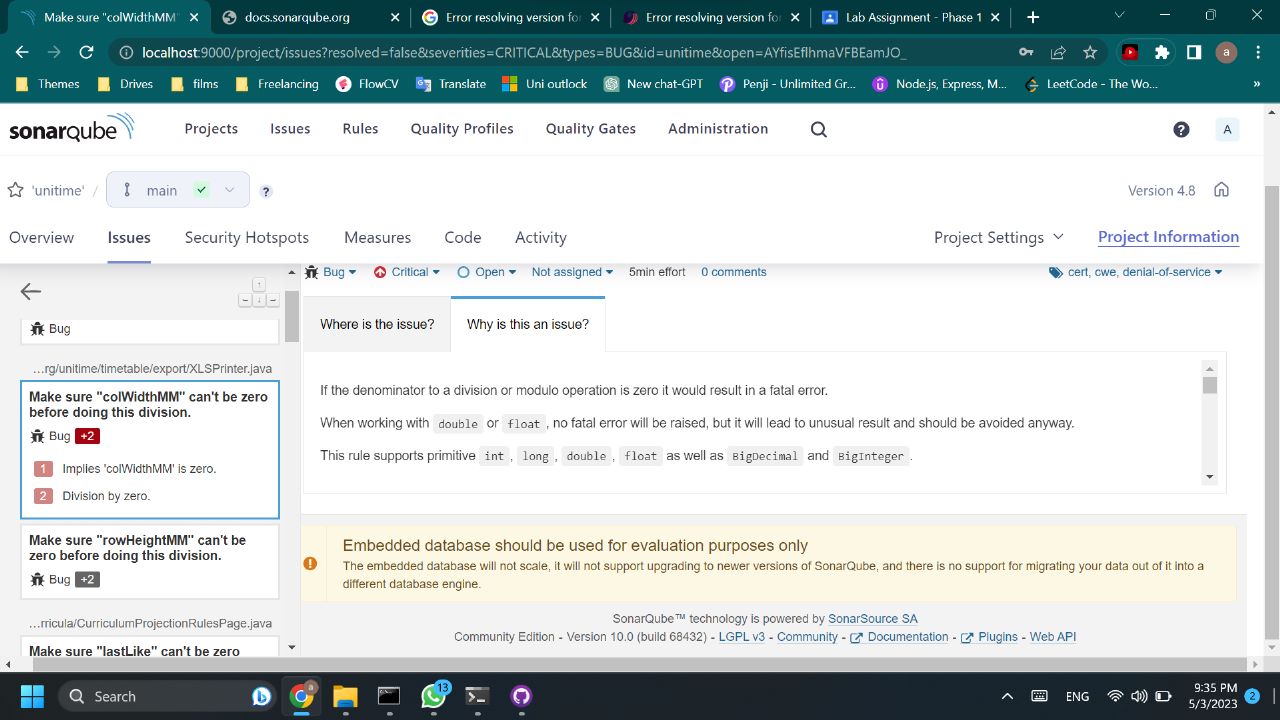 Make sure "colWidthMM"
docs.sonarqube.org
Error resolving version for
Error resolving version for
Lab Assignment - Phase 1
localhost:9000/project/issues?resolved=false&severities=CRITICAL&types=BUG&id=unitime&open=AYfisEflhmaVFBEamJO_
a
Themes
Drives
films
Freelancing
FlowCV
Translate
Uni outlook
New chat-GPT
Penji - Unlimited Gr...
Node.js, Express, M...
LeetCode - The Wo...
»
sonarqube
Projects
Issues
Rules
Quality Profiles
Quality Gates
Administration
?
A
'unitime' /
main
?
Version 4.8
Overview
Issues
Security Hotspots
Measures
Code
Activity
Project Settings
Project Information
Bug
Critical
Open
Not assigned
5min effort
0 comments
cert, cwe, denial-of-service
Bug
...rg/unitime/timetable/export/XLSPrinter.java
Make sure "colWidthMM" can't be zero
before doing this division.
Bug +2
1 Implies 'colWidthMM' is zero.
2 Division by zero.
Make sure "rowHeightMM" can't be
zero before doing this division.
Bug +2
...rricula/CurriculumProjectionRulesPage.java
Make sure "lastLike" can't be zero
Where is the issue?
Why is this an issue?
If the denominator to a division or modulo operation is zero it would result in a fatal error.
When working with double or float , no fatal error will be raised, but it will lead to unusual result and should be avoided anyway.
This rule supports primitive int , long , double , float as well as BigDecimal and BigInteger .
Embedded database should be used for evaluation purposes only
The embedded database will not scale, it will not support upgrading to newer versions of SonarQube, and there is no support for migrating your data out of it into a
different database engine.
SonarQube™ technology is powered by SonarSource SA
Community Edition - Version 10.0 (build 68432) - LGPL v3 - Community - Documentation - Plugins - Web API
Search
a
13
ENG
9:35 PM
5/3/2023
2